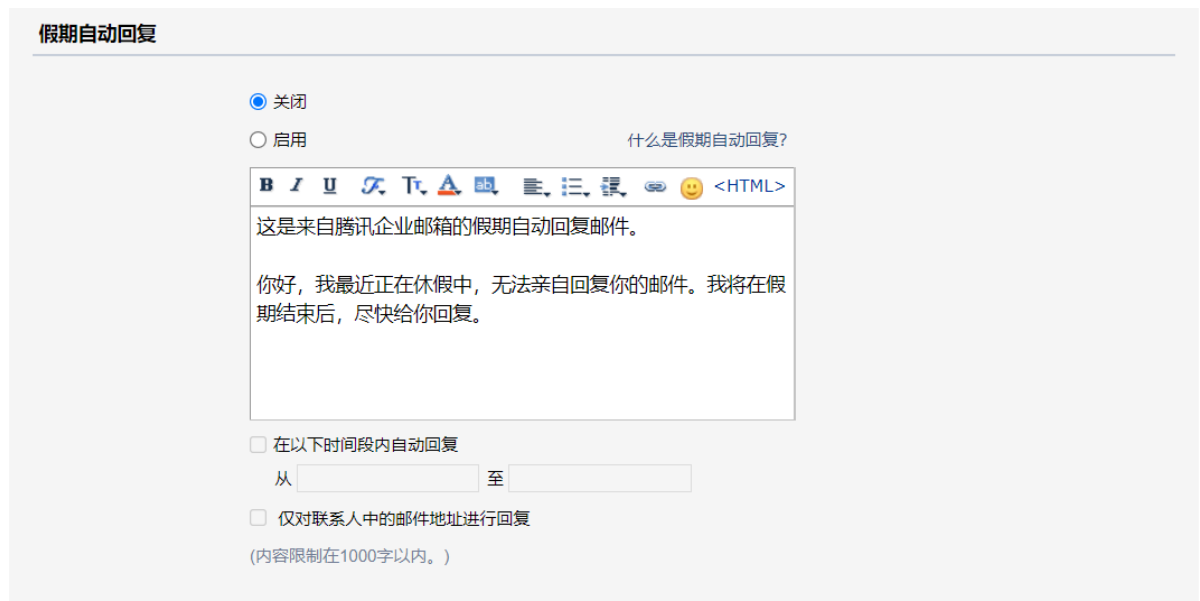 假期自动回复
关闭
启用 什么是假期自动回复?
B I U F Tt A ab <HTML>
这是来自腾讯企业邮箱的假期自动回复邮件。
你好，我最近正在休假中，无法亲自回复你的邮件。我将在假
期结束后，尽快给你回复。
在以下时间段内自动回复
从 至
仅对联系人中的邮件地址进行回复
(内容限制在1000字以内。)